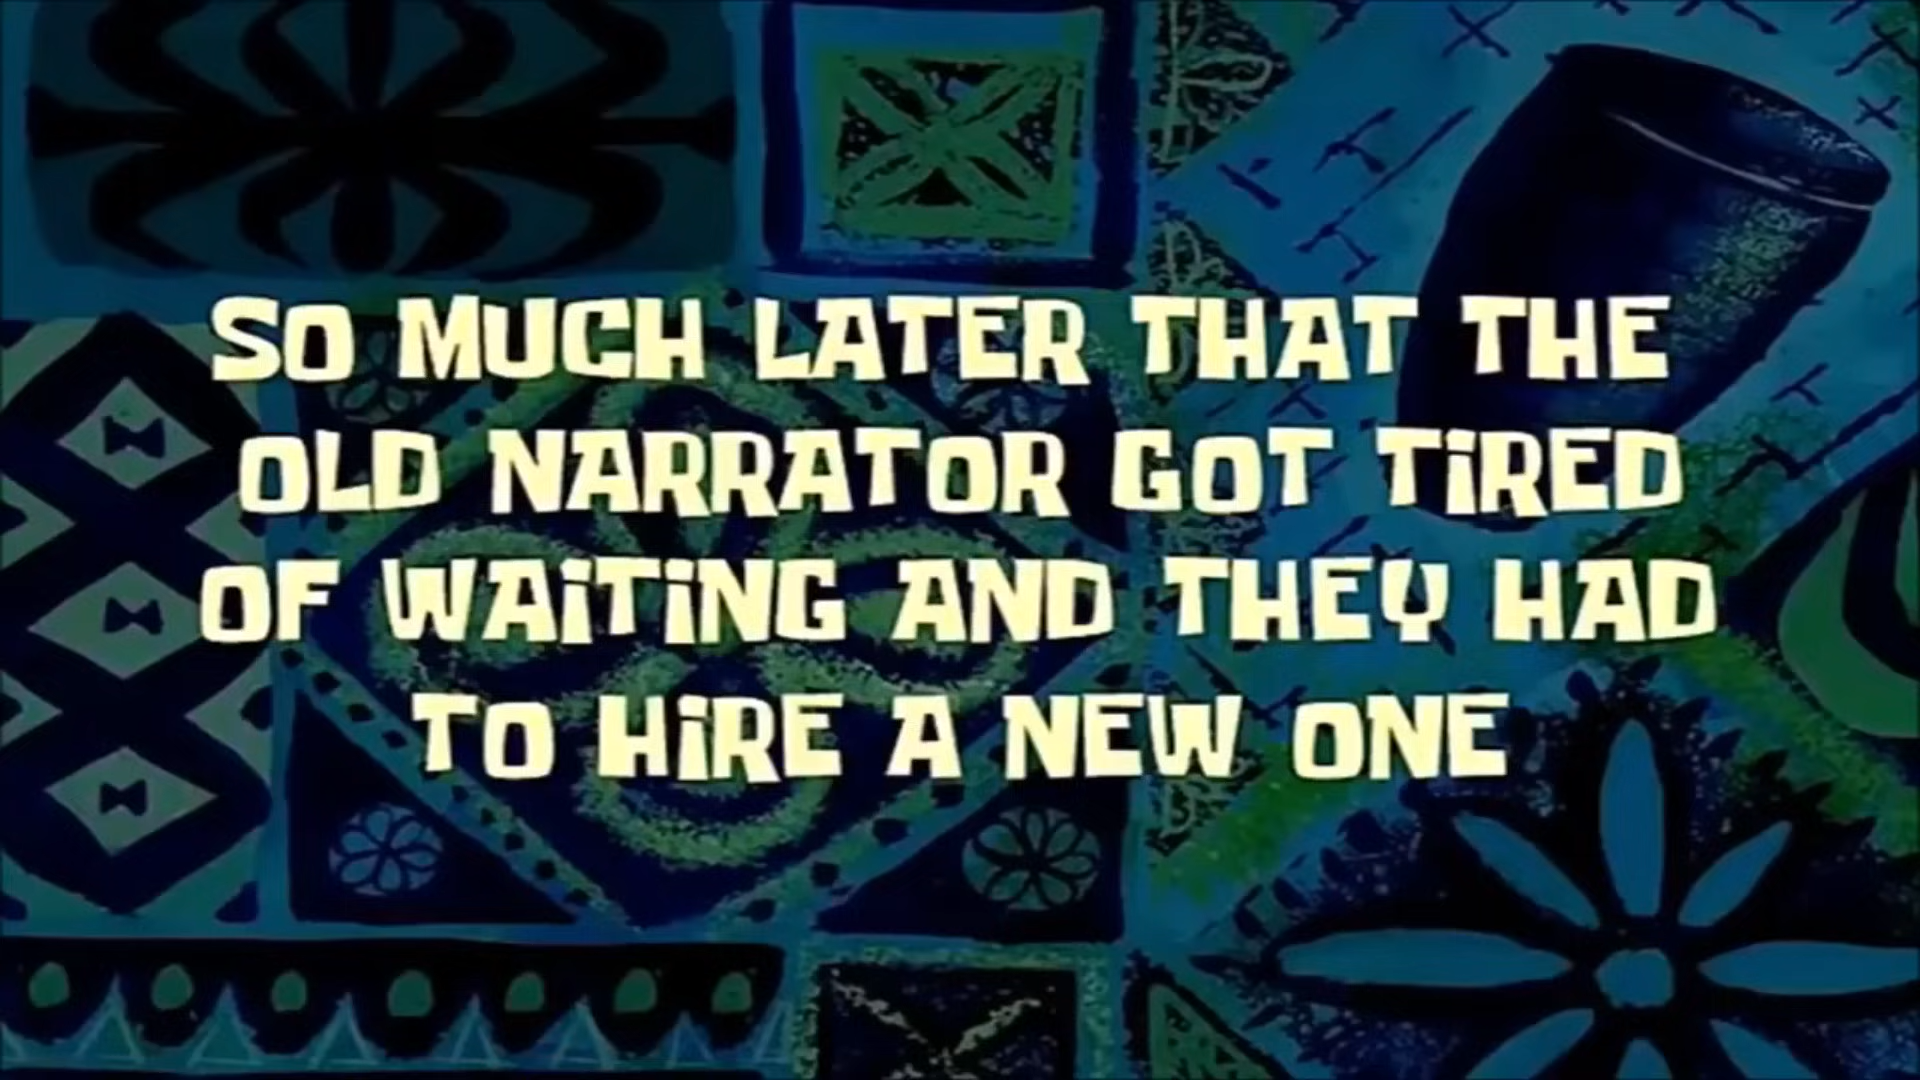 SO MUCH LATER THAT THE
OLD NARRATOR GOT TiRED
OF WAiTiNG AND THEY HAD
TO HiRE A NEW ONE